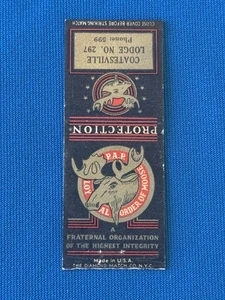 CLOSE COVER BEFORE STRIKING MATCH
COATESVILLE
LODGE NO. 297
Phone: 599
PROTECTION
P.A.P.
LOYAL ORDER OF MOOSE
A
FRATERNAL ORGANIZATION
OF THE HIGHEST INTEGRITY
Made in U.S.A.
THE DIAMOND MATCH CO. N.Y.C.